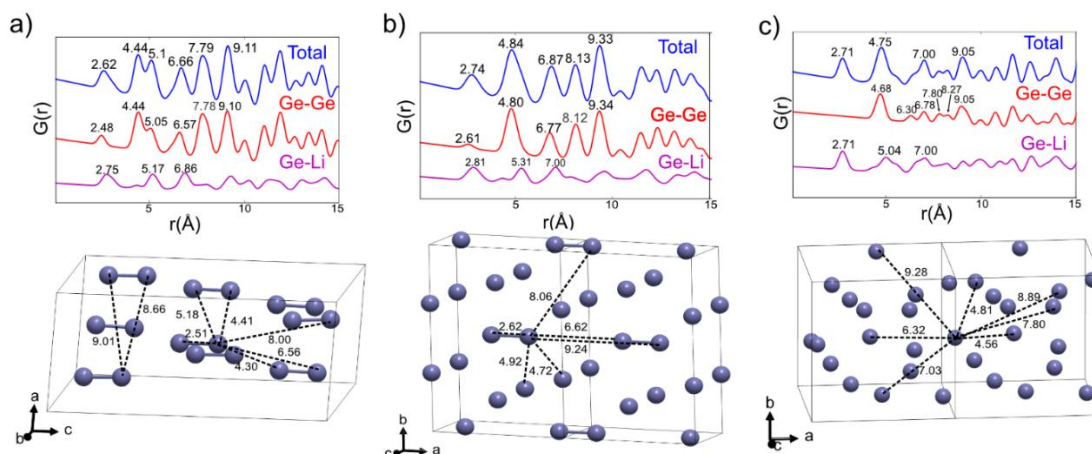 a)
4.44 5.1 7.79 9.11
2.62 6.66
Total
4.44 7.78 9.10
2.48 5.05 6.57
Ge-Ge
2.75 5.17 6.86
Ge-Li
G(r)
5 10 15
r(Å)
8.66
9.01
5.18
4.41
2.51
8.00
6.56
4.30
a
b
c
b)
4.84 9.33
2.74 6.87 8.13
Total
4.80 9.34
2.61 6.77 8.12
Ge-Ge
2.81 5.31 7.00
Ge-Li
G(r)
5 10 15
r(Å)
8.06
2.62 6.62
9.24
4.92 4.72
b
c
a
c)
2.71 4.75 7.00 9.05
Total
4.68 6.30 6.78 7.80 8.27 9.05
Ge-Ge
2.71 5.04 7.00
Ge-Li
G(r)
5 10 15
r(Å)
9.28
4.81 8.89
6.32 7.80
4.56
7.03
b
c
a